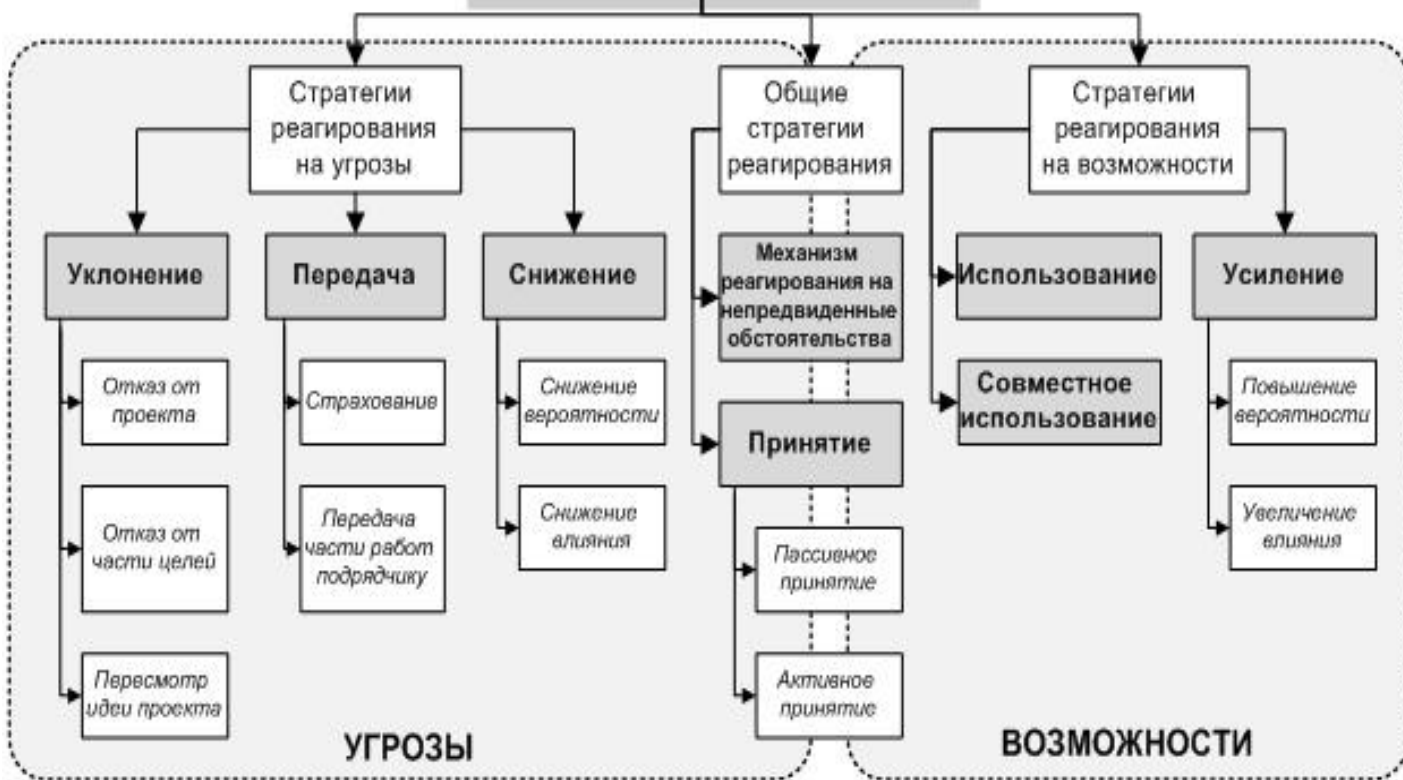 Стратегии
реагирования
на угрозы
Общие
стратегии
реагирования
Стратегии
реагирования
на возможности
Уклонение
Передача
Снижение
Механизм
реагирования на
непредвиденные
обстоятельства
Использование
Усиление
Отказ от
проекта
Страхование
Снижение
вероятности
Принятие
Совместное
использование
Повышение
вероятности
Отказ от
части целей
Передача
части работ
подрядчику
Снижение
влияния
Пассивное
принятие
Увеличение
влияния
Пересмотр
идеи проекта
Активное
принятие
УГРОЗЫ
ВОЗМОЖНОСТИ